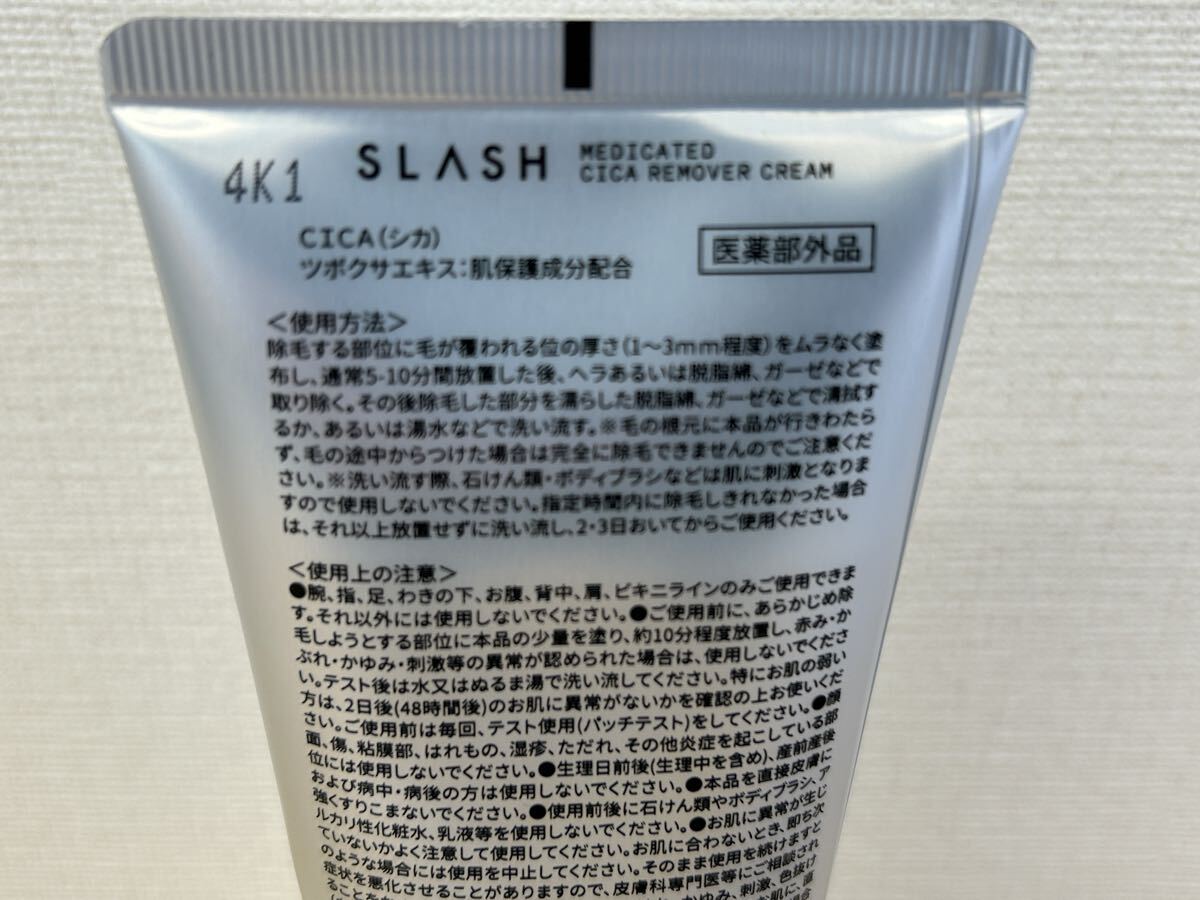 4K1
SLASH MEDICATED
CICA REMOVER CREAM
CICA(シカ)
ツボクサエキス:肌保護成分配合
医薬部外品
<使用方法>
除毛する部位に毛が覆われる位の厚さ(1〜3mm程度)をムラなく塗
布し、通常5-10分間放置した後、ヘラあるいは脱脂綿、ガーゼなどで
取り除く。その後除毛した部分を濡らした脱脂綿、ガーゼなどで清拭す
るか、あるいは湯水などで洗い流す。※毛の根元に本品が行きわたら
ず、毛の途中からつけた場合は完全に除毛できませんのでご注意くだ
さい。※洗い流す際、石けん類・ボディブラシなどは肌に刺激となりま
すので使用しないでください。指定時間内に除毛しきれなかった場合
は、それ以上放置せずに洗い流し、2・3日おいてからご使用ください。
<使用上の注意>
●腕、指、足、わきの下、お腹、背中、肩、ビキニラインのみご使用できま
す。それ以外には使用しないでください。●ご使用前に、あらかじめ除
毛しようとする部位に本品の少量を塗り、約10分程度放置し、赤み・か
ぶれ・かゆみ・刺激等の異常が認められた場合は、使用しないでくださ
い。テスト後は水又はぬるま湯で洗い流してください。特にお肌の弱い
方は、2日後(48時間後)のお肌に異常がないかを確認の上お使いくだ
さい。ご使用前は毎回、テスト使用(パッチテスト)をしてください。●顔
面、傷、粘膜部、はれもの、湿疹、ただれ、その他炎症を起こしている部
位には使用しないでください。●生理日前後(生理中を含め)、産前産後
および病中・病後の方は使用しないでください。●本品を直接皮膚に
強くすりこまないでください。●使用前後に石けん類やボディブラシ、ア
ルカリ性化粧水、乳液等を使用しないでください。●お肌に異常が生じ
ていないかよく注意して使用してください。お肌に合わないとき、即ち次
のような場合には使用を中止してください。そのまま使用を続けますと
症状を悪化させることがありますので、皮膚科専門医等にご相談され
かゆみ、刺激、色抜け